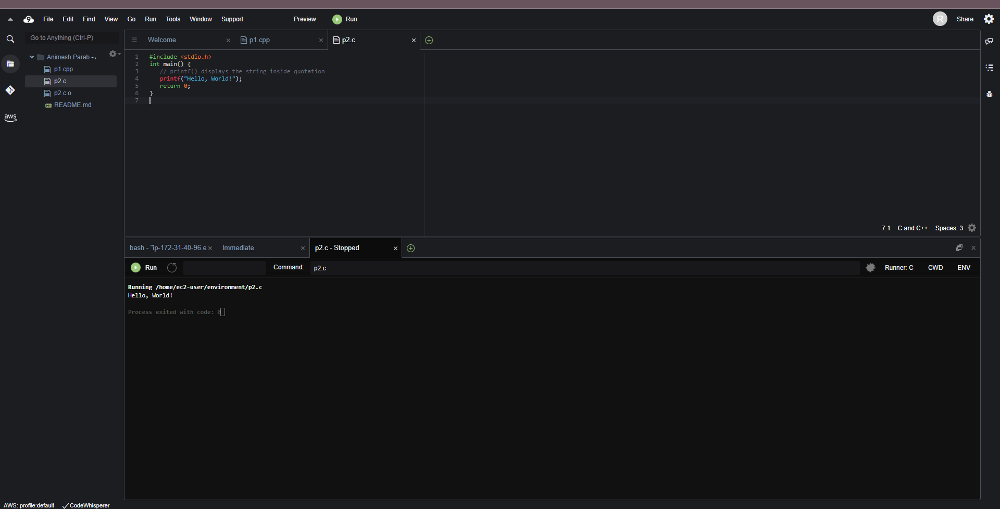 9 File Edit Find View Go Run Tools Window Support Preview Run R Share
Go to Anything (Ctrl-P)
Animesh Parab -
p1.cpp
p2.c
p2.c.o
README.md
aws
Welcome p1.cpp p2.c
1 #include <stdio.h>
2 int main() {
3 // printf() displays the string inside quotation
4 printf("Hello, World!");
5 return 0;
6 }
7
7:1 C and C++ Spaces: 3
bash - "ip-172-31-40-96.e Immediate p2.c - Stopped
Run Command: p2.c Runner: C CWD ENV
Running /home/ec2-user/environment/p2.c
Hello, World!
Process exited with code: 0
AWS: profile:default CodeWhisperer